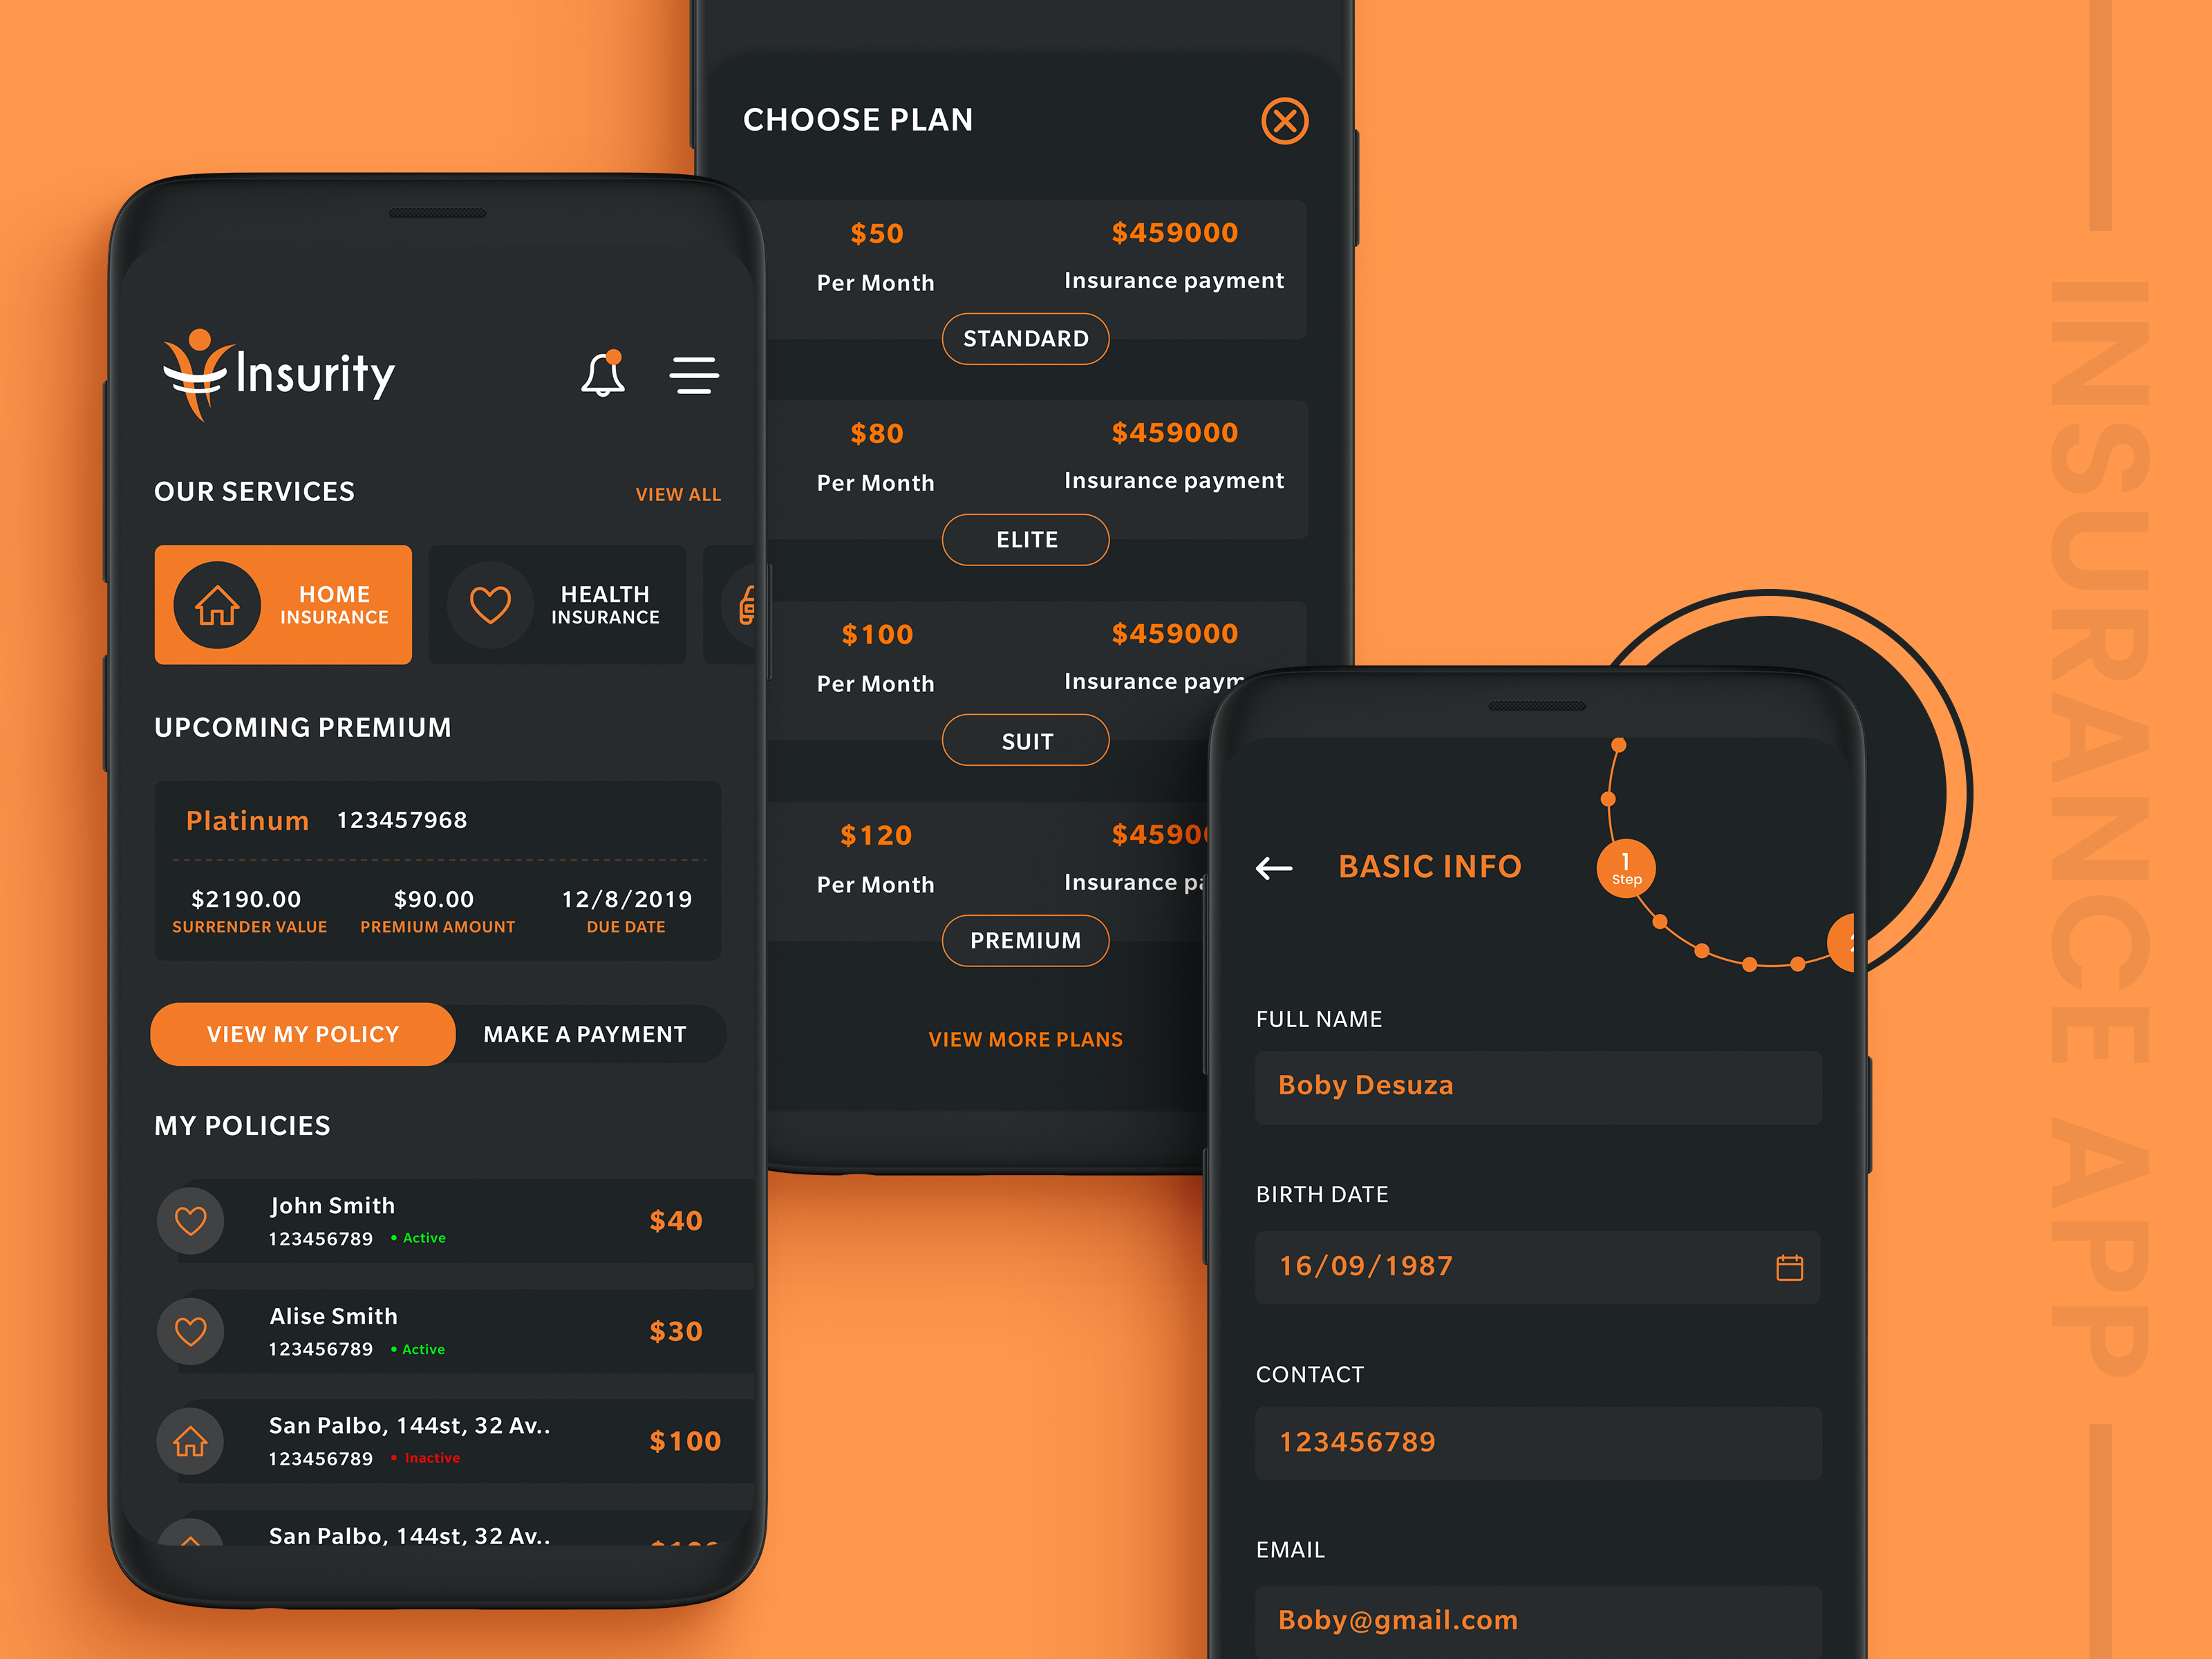 Insurity
OUR SERVICES
VIEW ALL
HOME
INSURANCE
HEALTH
INSURANCE
UPCOMING PREMIUM
Platinum 123457968
$2190.00 $90.00 12/8/2019
SURRENDER VALUE PREMIUM AMOUNT DUE DATE
VIEW MY POLICY MAKE A PAYMENT
MY POLICIES
John Smith
123456789 • Active
$40
Alise Smith
123456789 • Active
$30
San Palbo, 144st, 32 Av..
123456789 • Inactive
$100
San Palbo, 144st, 32 Av..
CHOOSE PLAN
$50 $459000
Per Month Insurance payment
STANDARD
$80 $459000
Per Month Insurance payment
ELITE
$100 $459000
Per Month Insurance paym
SUIT
$120 $4590
Per Month Insurance pa
PREMIUM
VIEW MORE PLANS
BASIC INFO
1
Step
FULL NAME
Boby Desuza
BIRTH DATE
16/09/1987
CONTACT
123456789
EMAIL
Boby@gmail.com
INSURANCE APP